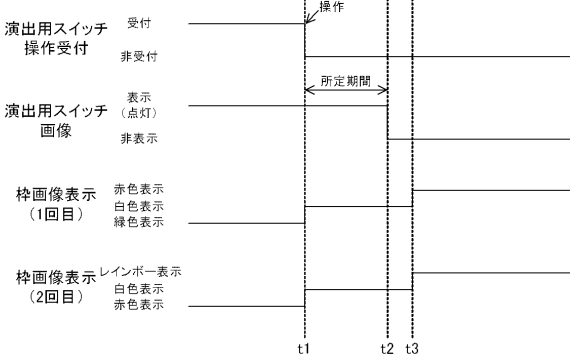 操作
演出用スイッチ
操作受付
受付
非受付
所定期間
演出用スイッチ
画像
表示
(点灯)
非表示
枠画像表示
(1回目)
赤色表示
白色表示
緑色表示
枠画像表示
(2回目)
レインボー表示
白色表示
赤色表示
t1
t2
t3